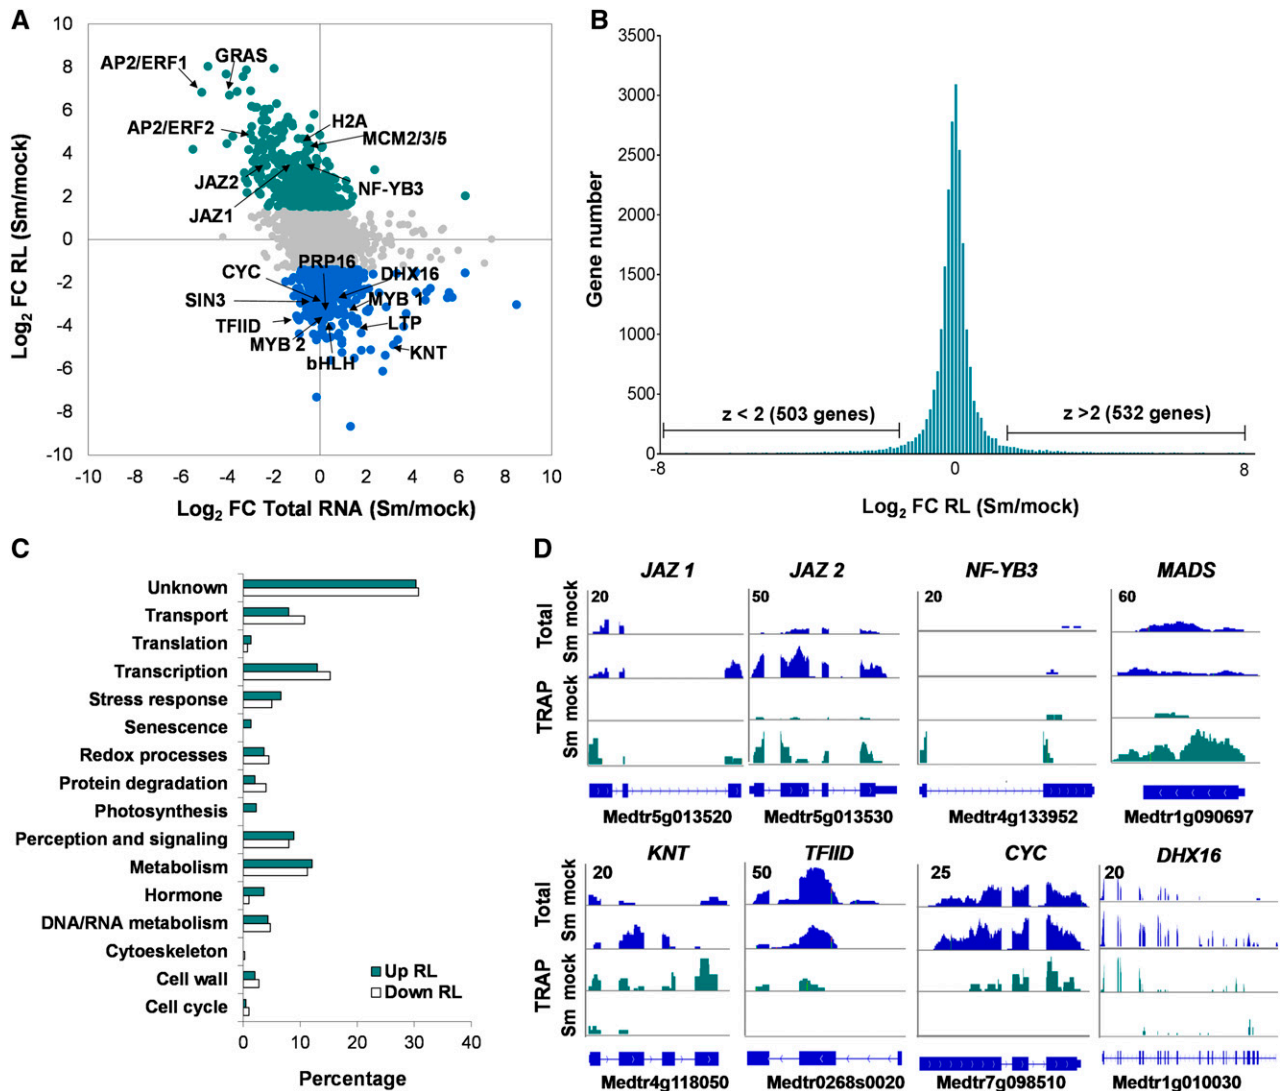 A
10
8
6
4
2
0
-2
-4
-6
-8
-10
-10 -8 -6 -4 -2 0 2 4 6 8 10
Log2 FC RL (Sm/mock)
Log2 FC Total RNA (Sm/mock)
AP2/ERF1
GRAS
AP2/ERF2
H2A
MCM2/3/5
JAZ2
NF-YB3
JAZ1
PRP16
CYC
DHX16
SIN3
MYB 1
TFIID
LTP
MYB 2
bHLH
KNT
B
3500
3000
2500
2000
1500
1000
500
0
Gene number
z < 2 (503 genes)
z >2 (532 genes)
-8 0 8
Log2 FC RL (Sm/mock)
C
Unknown
Transport
Translation
Transcription
Stress response
Senescence
Redox processes
Protein degradation
Photosynthesis
Perception and signaling
Metabolism
Hormone
DNA/RNA metabolism
Cytoeskeleton
Cell wall
Cell cycle
Up RL
Down RL
0 10 20 30 40
Percentage
D
JAZ 1 JAZ 2 NF-YB3 MADS
20 50 20 60
Total
Sm mock
TRAP
Sm mock
Medtr5g013520 Medtr5g013530 Medtr4g133952 Medtr1g090697
KNT TFIID CYC DHX16
20 50 25 20
Total
Sm mock
TRAP
Sm mock
Medtr4g118050 Medtr0268s0020 Medtr7g098510 Medtr1g010030